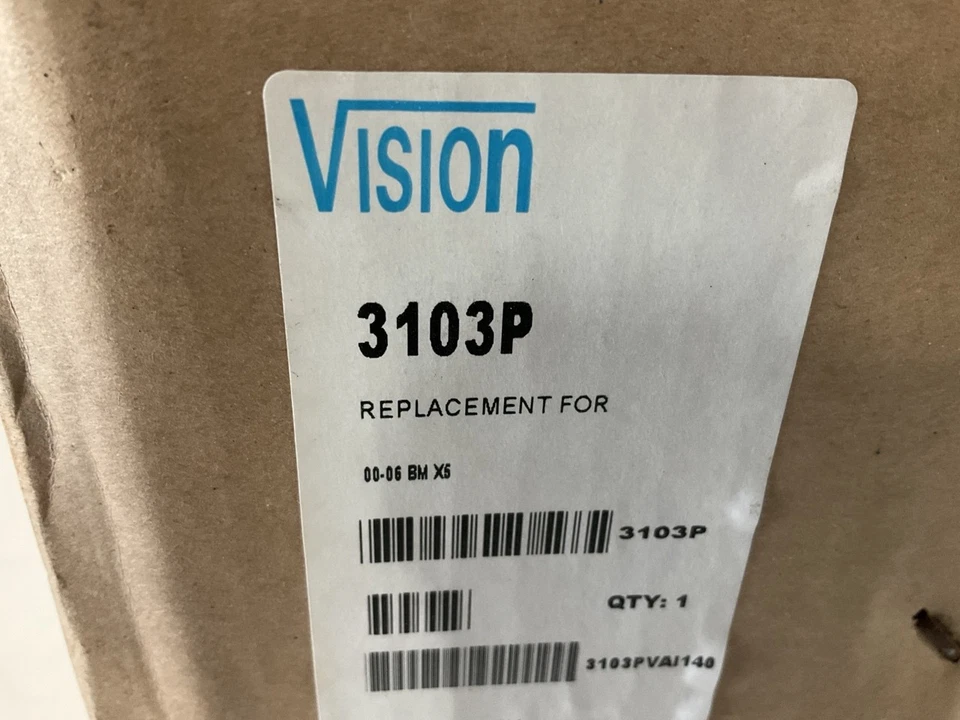 Vision
3103P
REPLACEMENT FOR
00-06 BM X5
3103P
QTY: 1
3103PVAI140